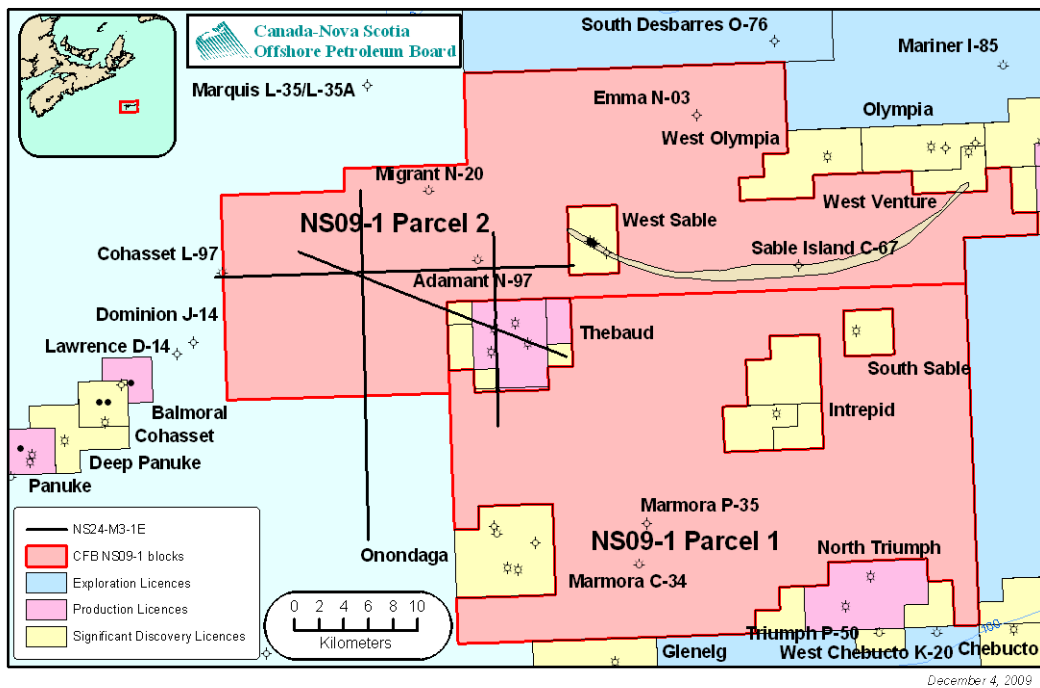 Canada-Nova Scotia
Offshore Petroleum Board
South Desbarres O-76
Mariner I-85
Marquis L-35/L-35A
Emma N-03
Olympia
West Olympia
Migrant N-20
NS09-1 Parcel 2
West Sable
West Venture
Cohasset L-97
Sable Island C-67
Adamant N-97
Dominion J-14
Thebaud
Lawrence D-14
South Sable
Balmoral
Intrepid
Cohasset
Deep Panuke
Panuke
Marmora P-35
NS24-M3-1E
CFB NS09-1 blocks
Exploration Licences
Production Licences
Significant Discovery Licences
Onondaga
NS09-1 Parcel 1
North Triumph
Marmora C-34
0 2 4 6 8 10
Kilometers
Triumph P-50
West Chebucto K-20
Chebucto
Glenelg
100
December 4, 2009